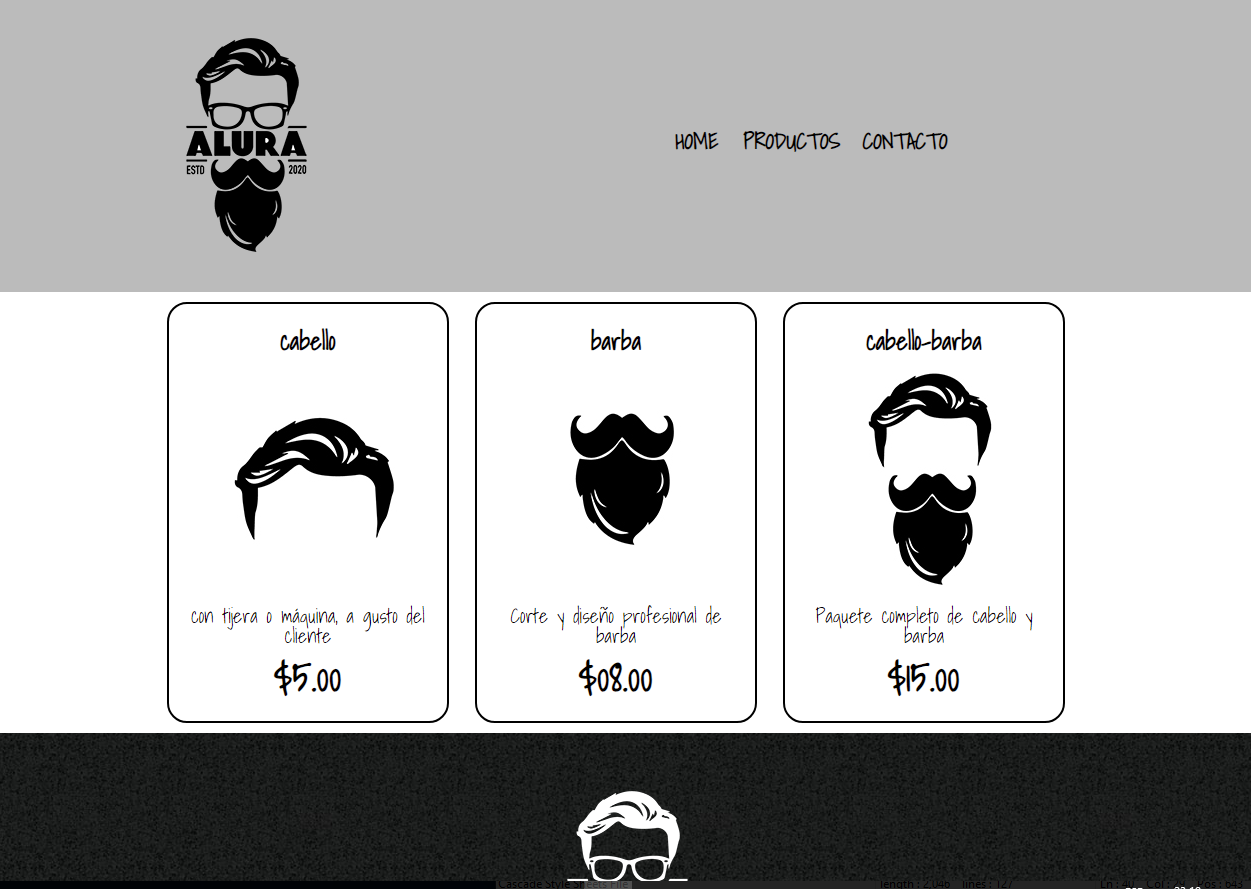 ALURA
ESTD 2020
HOME PRODUCTOS CONTACTO
cabello
con tijera o máquina, a gusto del
cliente
$5.00
barba
Corte y diseño profesional de
barba
$08.00
cabello-barba
Paquete completo de cabello y
barba
$15.00